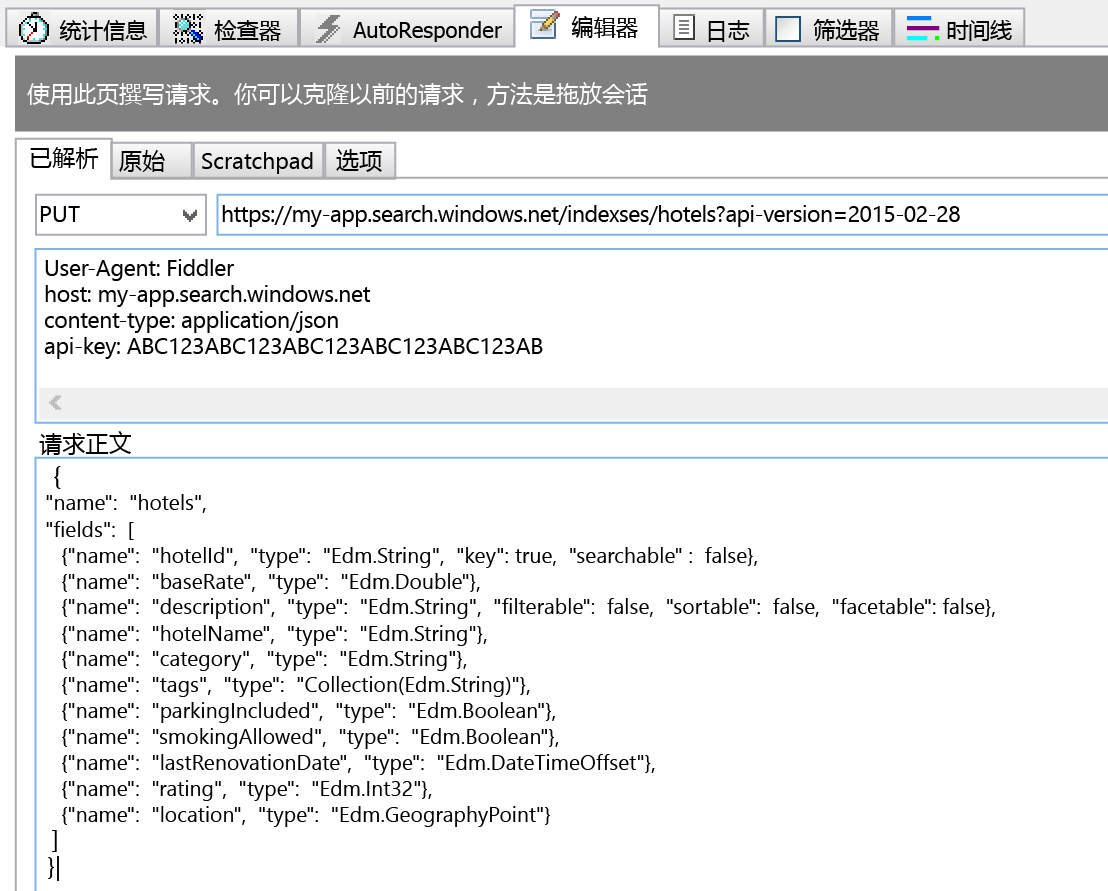 统计信息 检查器 AutoResponder 编辑器 日志 筛选器 时间线
使用此页撰写请求。你可以克隆以前的请求，方法是拖放会话
已解析 原始 Scratchpad 选项
PUT https://my-app.search.windows.net/indexses/hotels?api-version=2015-02-28
User-Agent: Fiddler
host: my-app.search.windows.net
content-type: application/json
api-key: ABC123ABC123ABC123ABC123ABC123AB
请求正文
{
"name": "hotels",
"fields": [
{"name": "hotelId", "type": "Edm.String", "key": true, "searchable" : false},
{"name": "baseRate", "type": "Edm.Double"},
{"name": "description", "type": "Edm.String", "filterable": false, "sortable": false, "facetable": false},
{"name": "hotelName", "type": "Edm.String"},
{"name": "category", "type": "Edm.String"},
{"name": "tags", "type": "Collection(Edm.String)"},
{"name": "parkingIncluded", "type": "Edm.Boolean"},
{"name": "smokingAllowed", "type": "Edm.Boolean"},
{"name": "lastRenovationDate", "type": "Edm.DateTimeOffset"},
{"name": "rating", "type": "Edm.Int32"},
{"name": "location", "type": "Edm.GeographyPoint"}
]
}